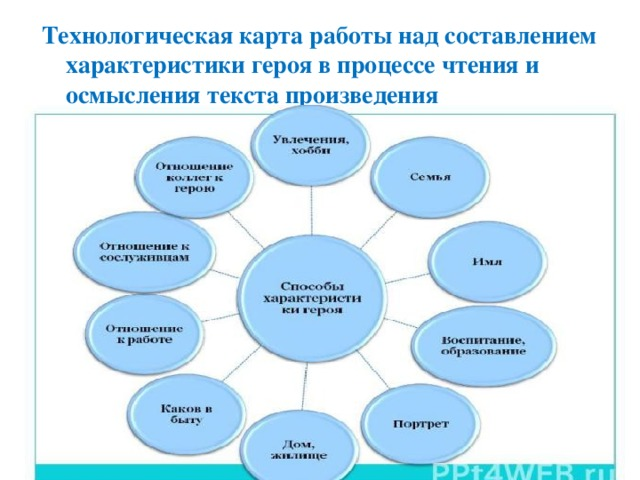 Технологическая карта работы над составлением
характеристики героя в процессе чтения и
осмысления текста произведения
Увлечения,
хобби
Семья
Имя
Воспитание,
образование
Портрет
Дом,
жилище
Каков в
быту
Отношение
к работе
Отношение к
сослуживцам
Отношение
коллег к
герою
Способы
характеристи
ки героя
PPt4WEB.ru